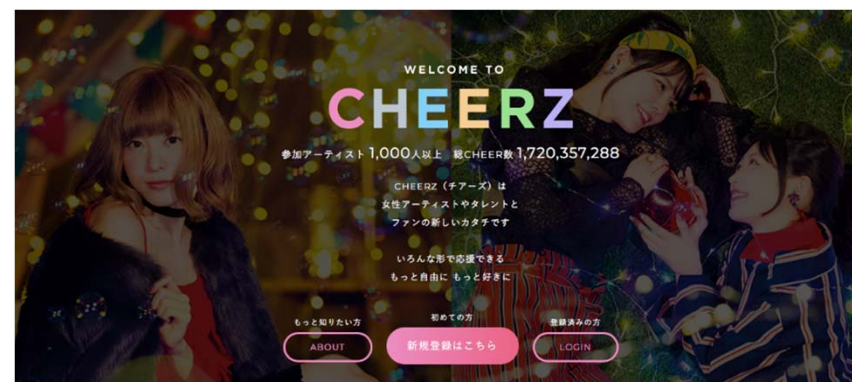 WELCOME TO
CHEERZ
参加アーティスト 1,000人以上 総CHEER数 1,720,357,288
CHEERZ（チアーズ）は
女性アーティストやタレントと
ファンの新しいカタチです
いろんな形で応援できる
もっと自由に もっと好きに
もっと知りたい方
初めての方
登録済みの方
ABOUT
新規登録はこちら
LOGIN